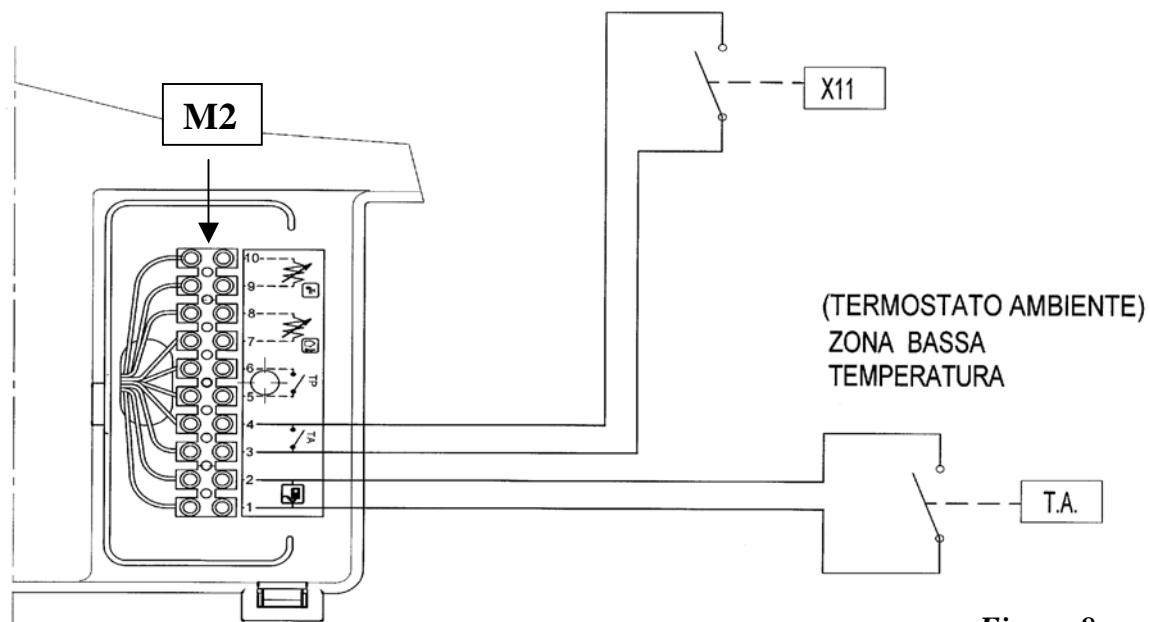 X11
M2
10
9
8
7
6
5
4
3
2
1
TP
TA
(TERMOSTATO AMBIENTE)
ZONA BASSA
TEMPERATURA
T.A.